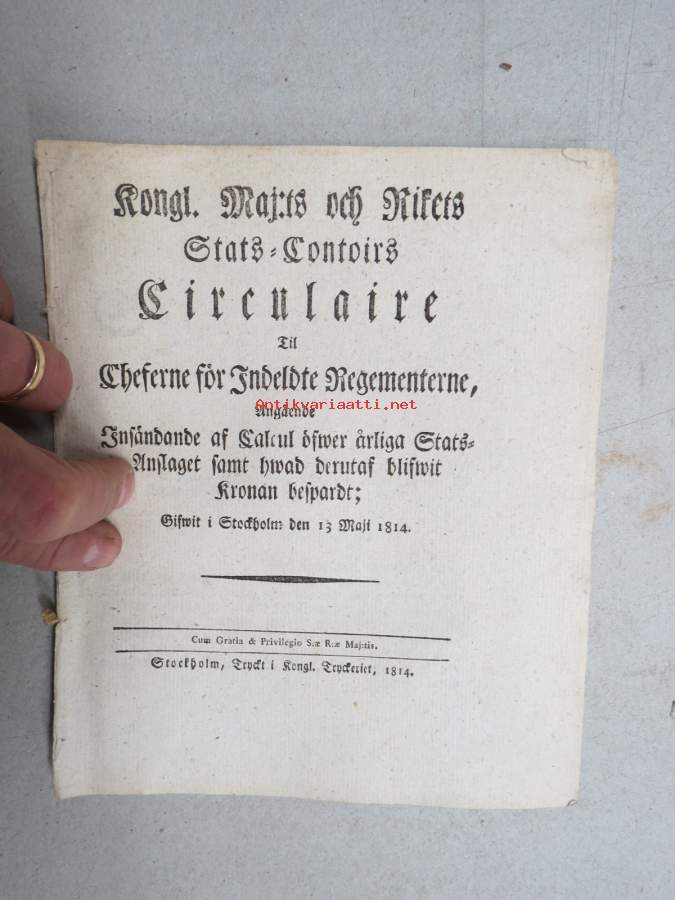 Kongl. Maj:ts och Rikets
Stats-Contoirs
Circulaire
Til
Cheferne för Indeldte Regementerne,
Angående
Antikvariaatti.net
Insändande af Calcul öfwer årliga Stats-
Anslaget samt hwad derutaf blifwit
Kronan bespardt;
Gifwit i Stockholm den 13 Maji 1814.
Cum Gratia & Privilegio S:æ R:æ Maj:tis.
Stockholm, Tryckt i Kongl. Tryckeriet, 1814.